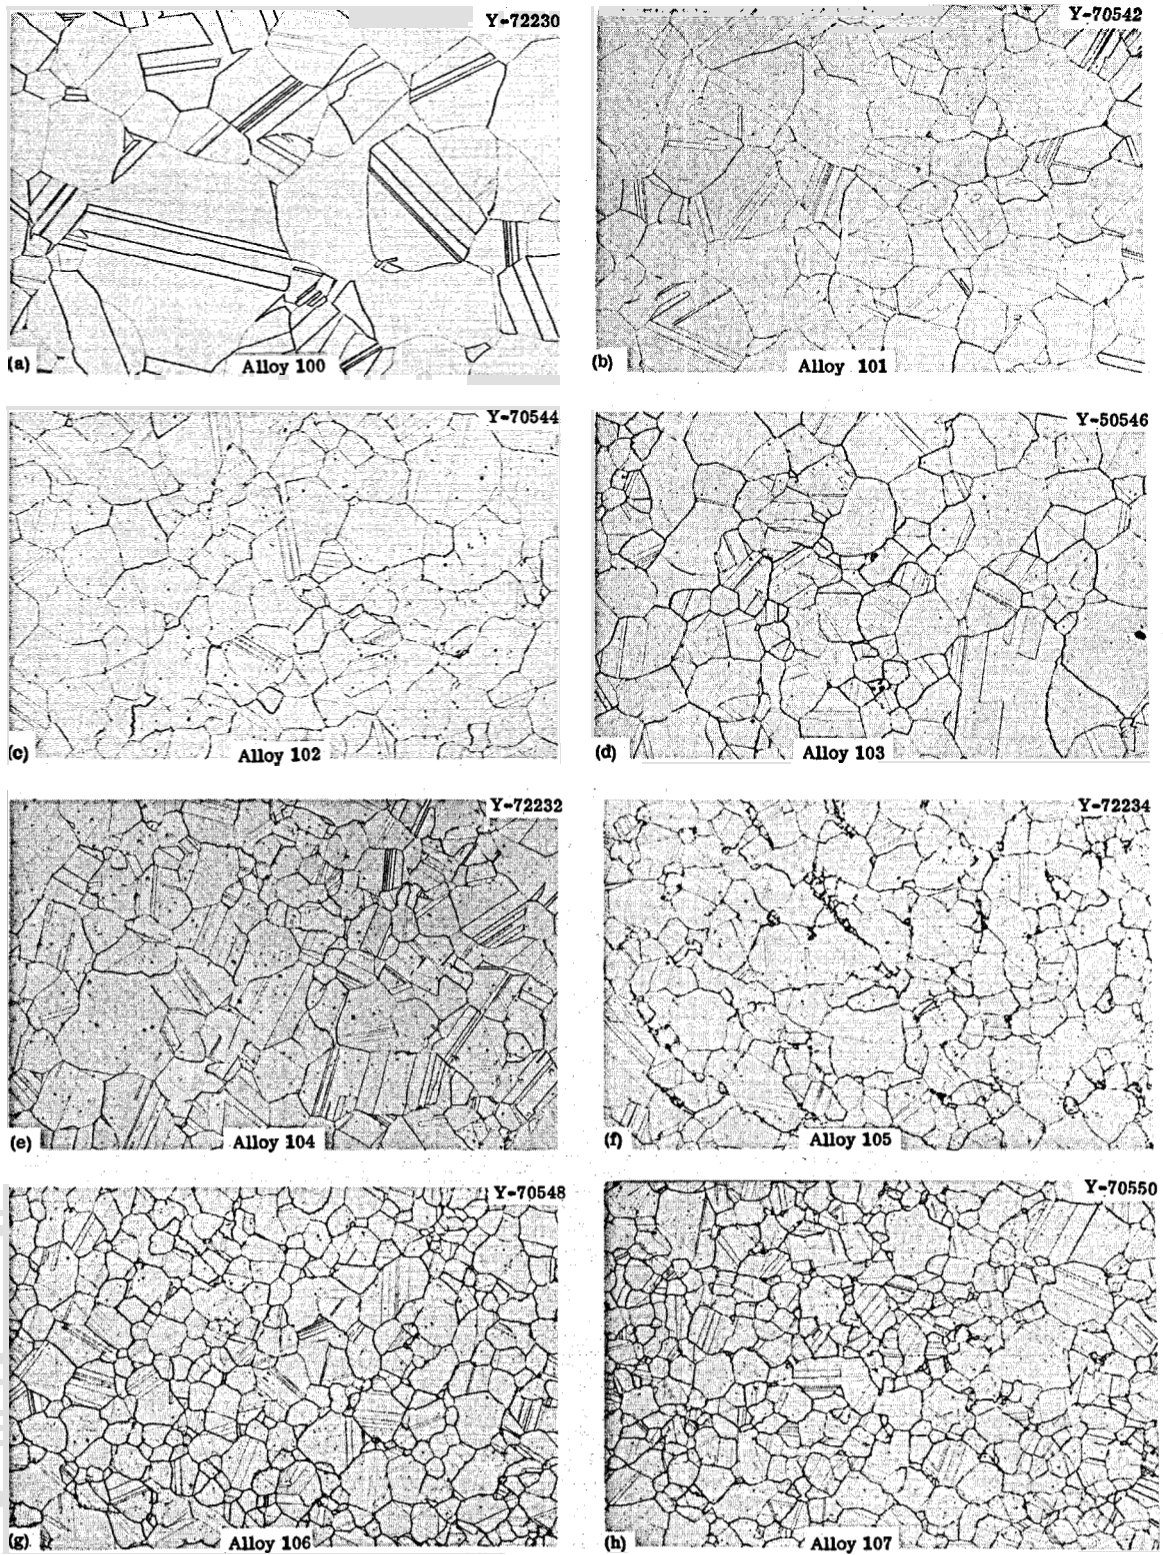 Y-72230
(a)
Alloy 100
Y-70542
(b)
Alloy 101
Y-70544
(c)
Alloy 102
Y-50546
(d)
Alloy 103
Y-72232
(e)
Alloy 104
Y-72234
(f)
Alloy 105
Y-70548
(g)
Alloy 106
Y-70550
(h)
Alloy 107